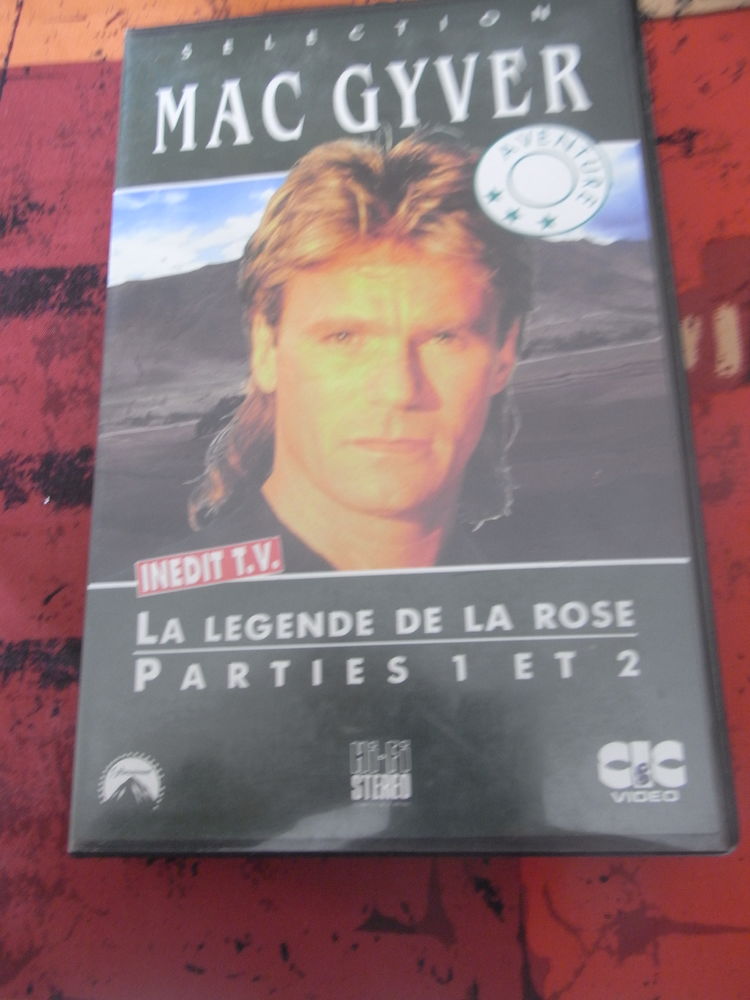 SELECTION
MAC GYVER
AVENTURE
INEDIT T.V.
LA LEGENDE DE LA ROSE
PARTIES 1 ET 2
Paramount
Hi-Fi
STEREO
CIC
VIDEO